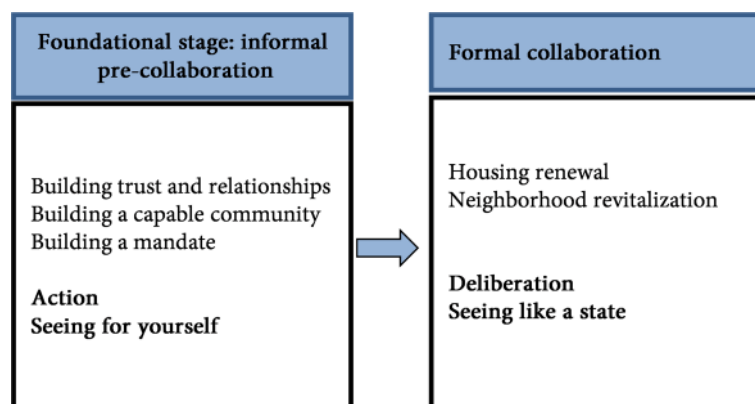 Foundational stage: informal
pre-collaboration
Building trust and relationships
Building a capable community
Building a mandate
Action
Seeing for yourself
Formal collaboration
Housing renewal
Neighborhood revitalization
Deliberation
Seeing like a state